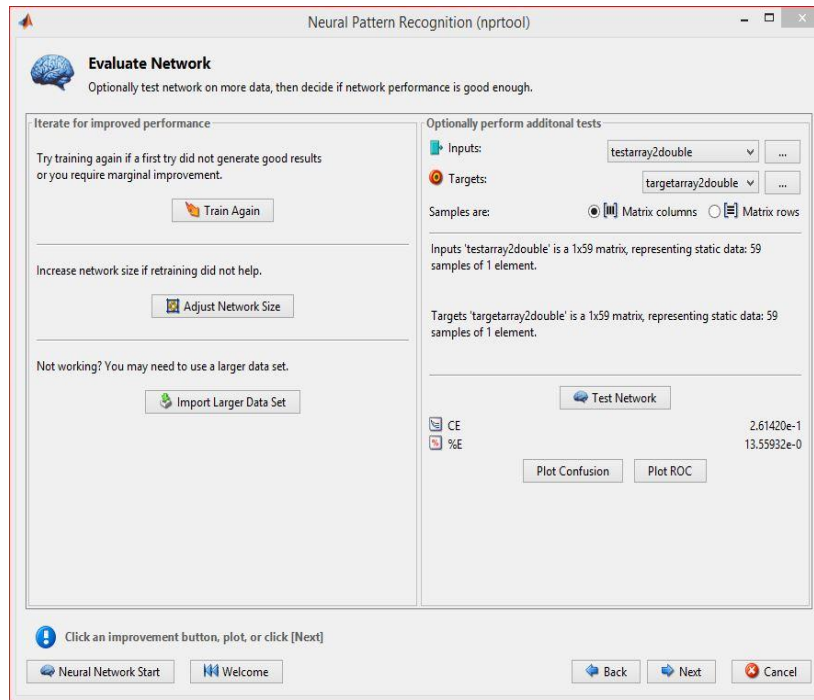 Neural Pattern Recognition (nprtool)
Evaluate Network
Optionally test network on more data, then decide if network performance is good enough.
Iterate for improved performance
Try training again if a first try did not generate good results
or you require marginal improvement.
Train Again
Increase network size if retraining did not help.
Adjust Network Size
Not working? You may need to use a larger data set.
Import Larger Data Set
Optionally perform additonal tests
Inputs: testarray2double ...
Targets: targetarray2double ...
Samples are: Matrix columns Matrix rows
Inputs 'testarray2double' is a 1x59 matrix, representing static data: 59
samples of 1 element.
Targets 'targetarray2double' is a 1x59 matrix, representing static data: 59
samples of 1 element.
Test Network
CE 2.61420e-1
%E 13.55932e-0
Plot Confusion Plot ROC
Click an improvement button, plot, or click [Next]
Neural Network Start Welcome Back Next Cancel